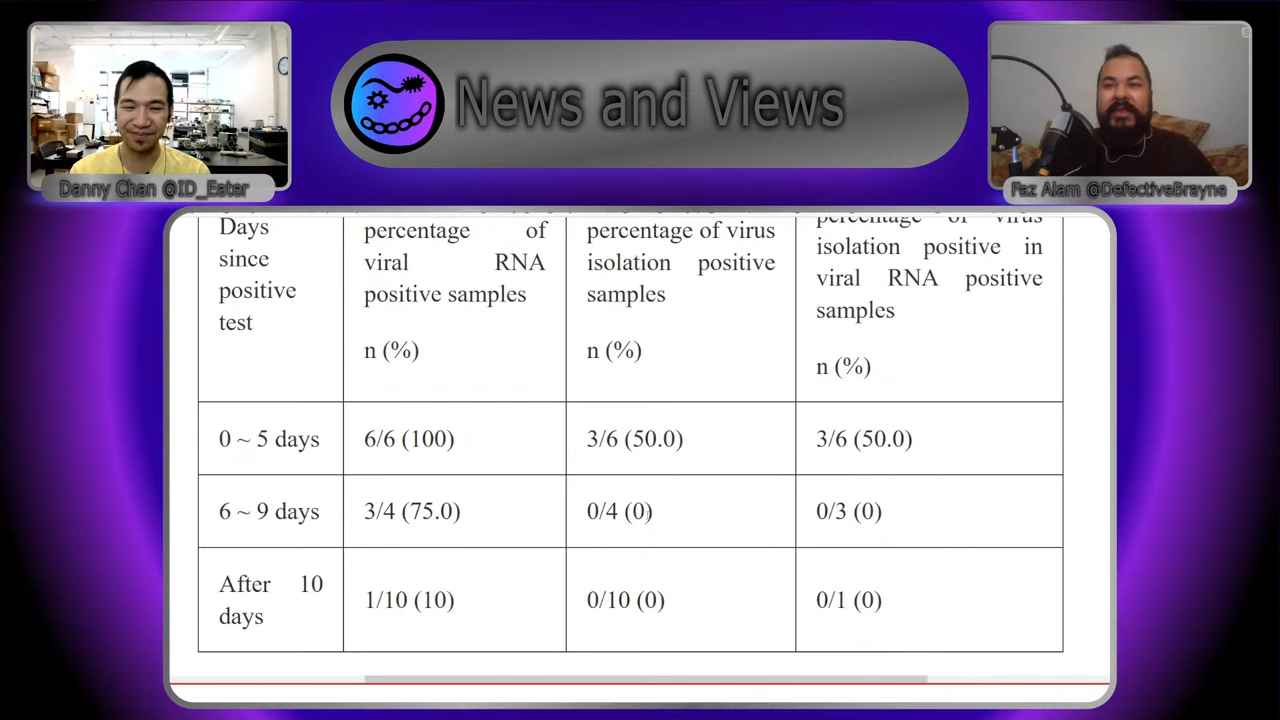 News and Views
Danny Chan @ID_Eater
Faz Alam @DefectiveBrayne
Days
since
positive
test
percentage of
viral RNA
positive samples
n (%)
percentage of virus
isolation positive
samples
n (%)
percentage of virus
isolation positive in
viral RNA positive
samples
n (%)
0 ~ 5 days
6/6 (100)
3/6 (50.0)
3/6 (50.0)
6 ~ 9 days
3/4 (75.0)
0/4 (0)
0/3 (0)
After 10
days
1/10 (10)
0/10 (0)
0/1 (0)